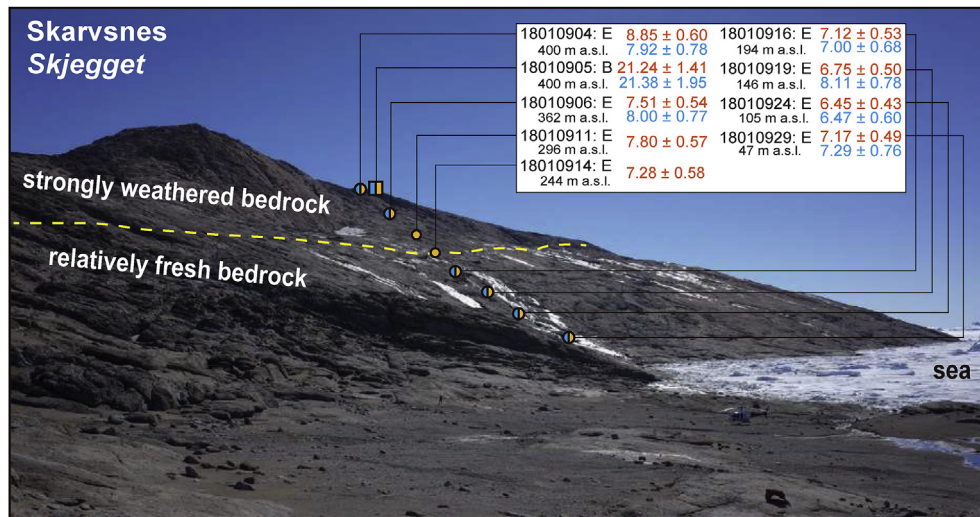 Skarvsnes
Skjegget
18010904: E 8.85 ± 0.60
400 m a.s.l. 7.92 ± 0.78
18010905: B 21.24 ± 1.41
400 m a.s.l. 21.38 ± 1.95
18010906: E 7.51 ± 0.54
362 m a.s.l. 8.00 ± 0.77
18010911: E 7.80 ± 0.57
296 m a.s.l.
18010914: E 7.28 ± 0.58
244 m a.s.l.
18010916: E 7.12 ± 0.53
194 m a.s.l. 7.00 ± 0.68
18010919: E 6.75 ± 0.50
146 m a.s.l. 8.11 ± 0.78
18010924: E 6.45 ± 0.43
105 m a.s.l. 6.47 ± 0.60
18010929: E 7.17 ± 0.49
47 m a.s.l. 7.29 ± 0.76
strongly weathered bedrock
relatively fresh bedrock
sea